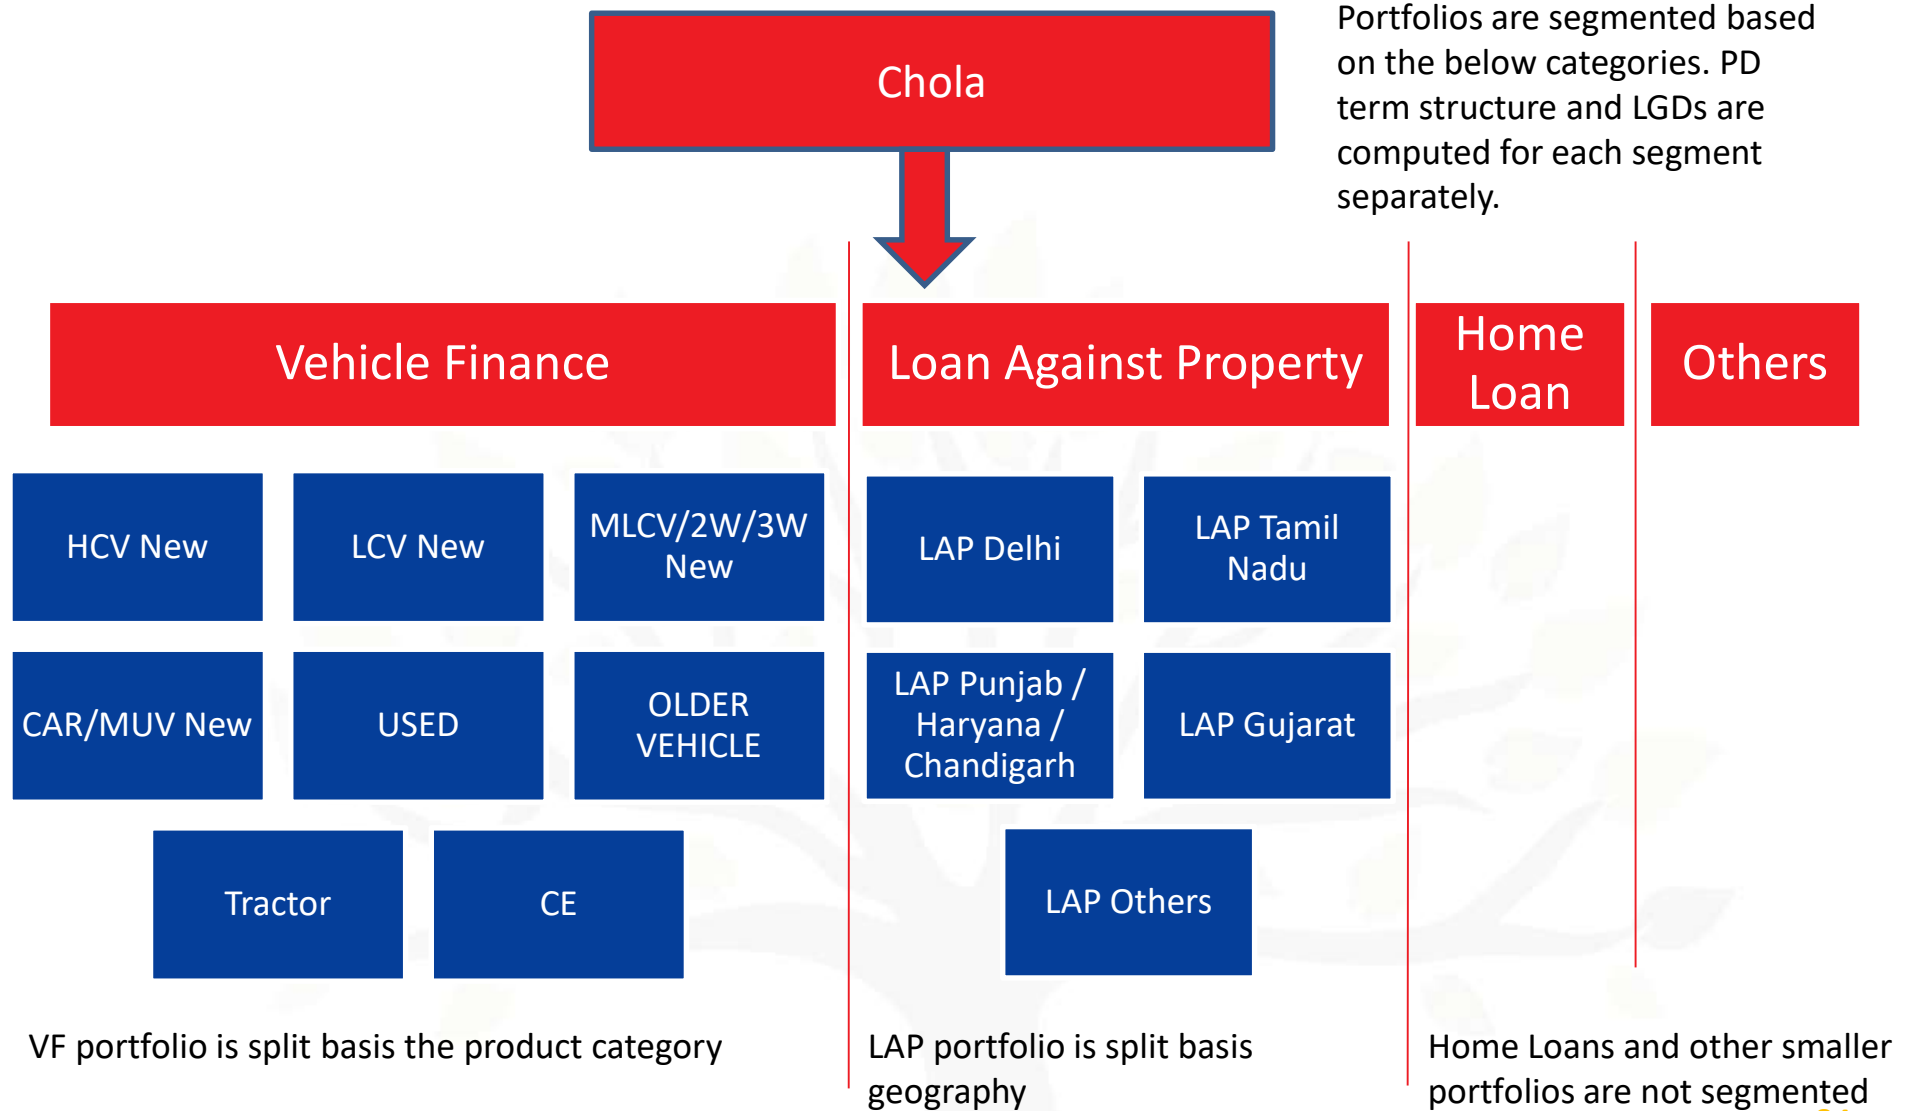 Chola
Portfolios are segmented based
on the below categories. PD
term structure and LGDs are
computed for each segment
separately.
Vehicle Finance
Loan Against Property
Home
Loan
Others
HCV New
LCV New
MLCV/2W/3W
New
LAP Delhi
LAP Tamil
Nadu
CAR/MUV New
USED
OLDER
VEHICLE
LAP Punjab /
Haryana /
Chandigarh
LAP Gujarat
Tractor
CE
LAP Others
VF portfolio is split basis the product category
LAP portfolio is split basis
geography
Home Loans and other smaller
portfolios are not segmented